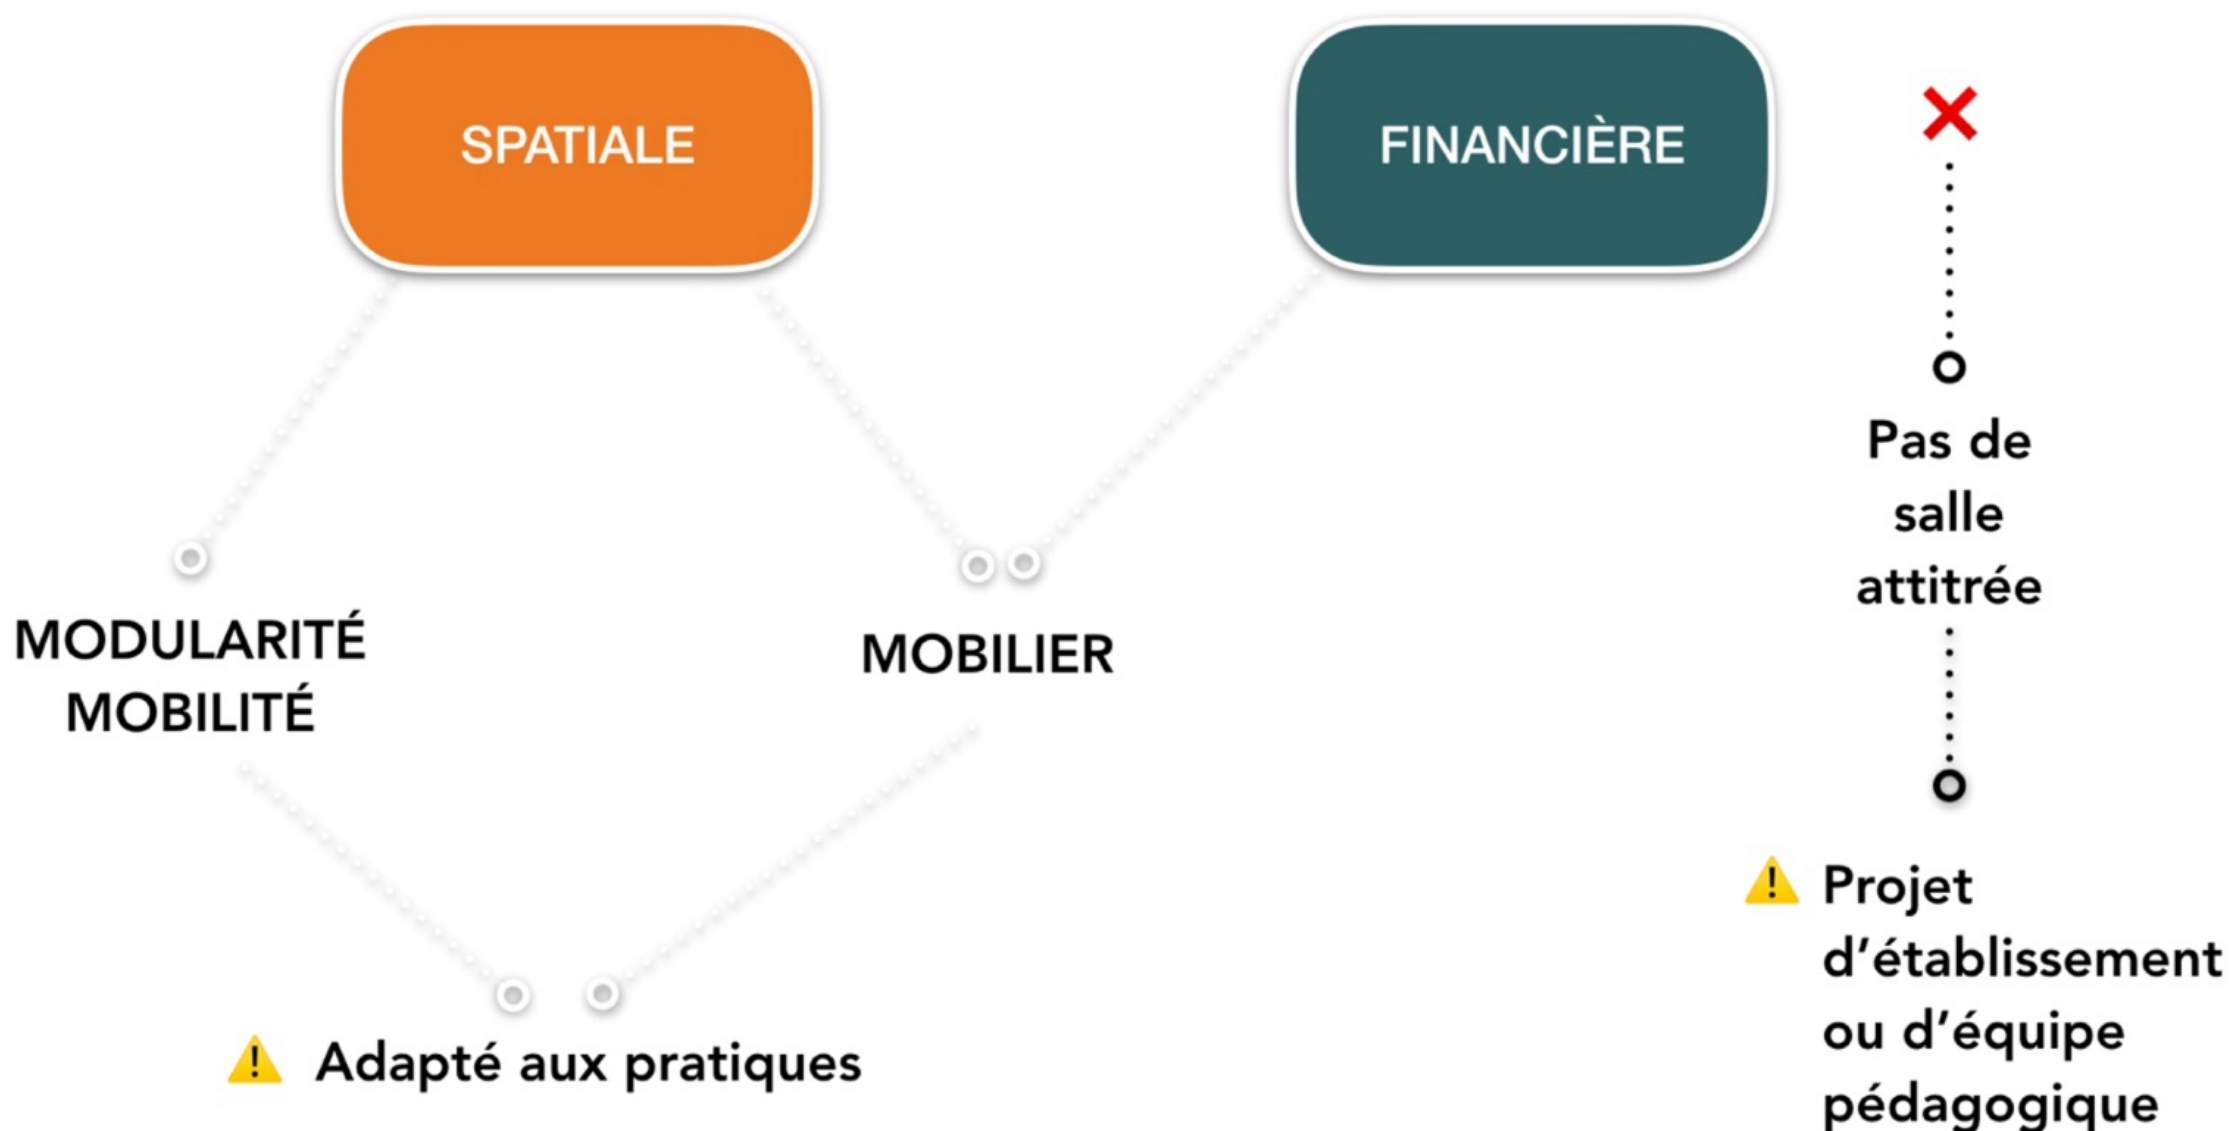 SPATIALE
FINANCIÈRE
MODULARITÉ
MOBILITÉ
MOBILIER
Adapté aux pratiques
Pas de
salle
attitrée
Projet
d’établissement
ou d’équipe
pédagogique